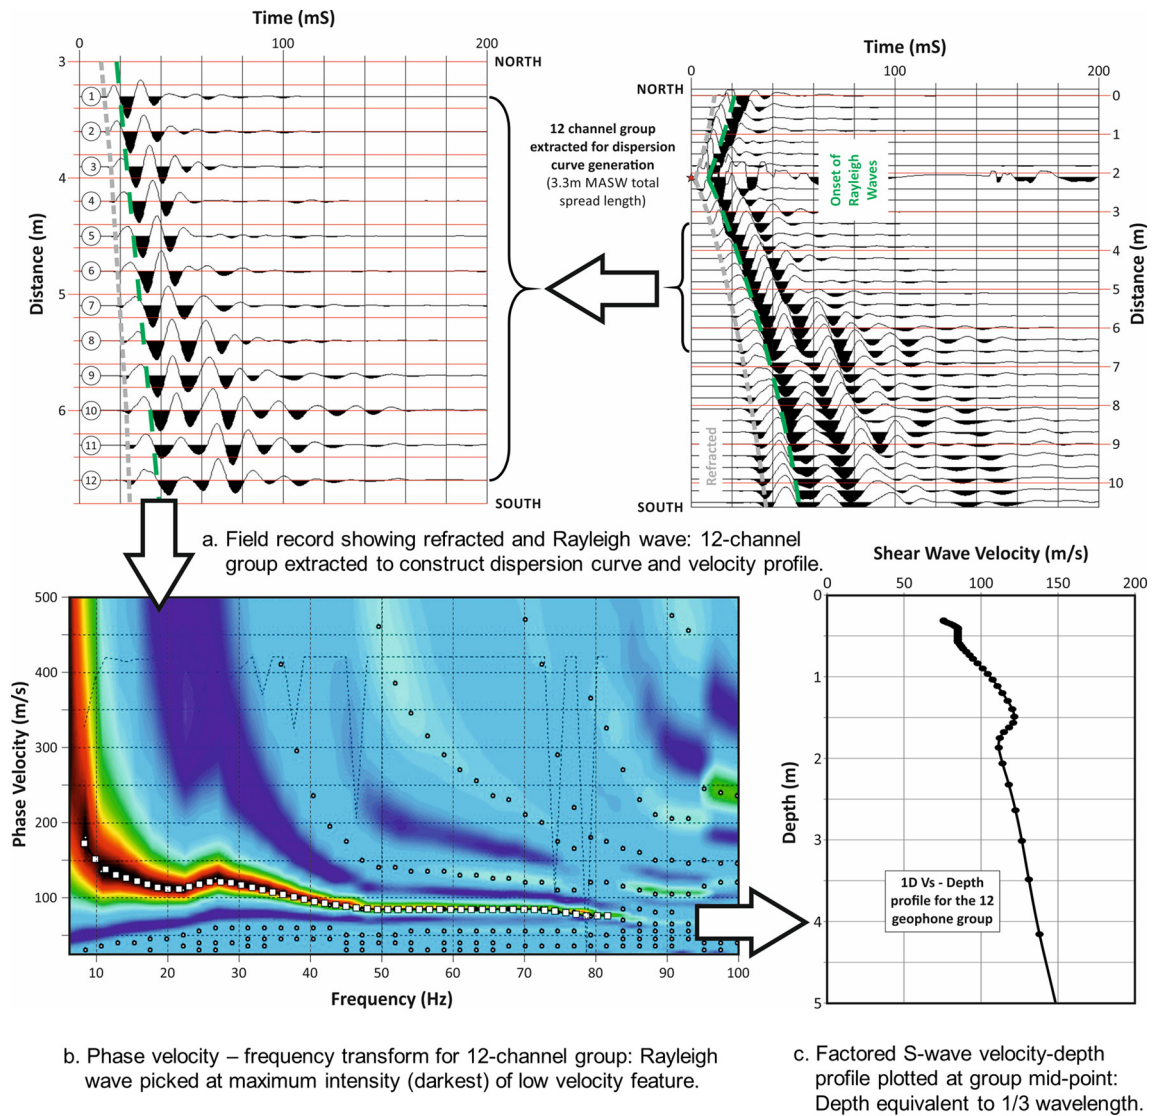 Time (mS)
0 100 200
3
NORTH
1
2
3
4
4
5
5
6
7
8
9
6
10
11
12
SOUTH
Distance (m)
12 channel group
extracted for dispersion
curve generation
(3.3m MASW total
spread length)
Time (mS)
0 100 200
NORTH
0
1
2
3
4
5
6
7
8
9
10
SOUTH
Distance (m)
Onset of
Rayleigh
Waves
Refracted
a. Field record showing refracted and Rayleigh wave: 12-channel
group extracted to construct dispersion curve and velocity profile.
500
400
300
200
100
Phase Velocity (m/s)
10 20 30 40 50 60 70 80 90 100
Frequency (Hz)
Shear Wave Velocity (m/s)
0 50 100 150 200
0
1
2
3
4
5
Depth (m)
1D Vs - Depth
profile for the 12
geophone group
b. Phase velocity – frequency transform for 12-channel group: Rayleigh
wave picked at maximum intensity (darkest) of low velocity feature.
c. Factored S-wave velocity-depth
profile plotted at group mid-point:
Depth equivalent to 1/3 wavelength.